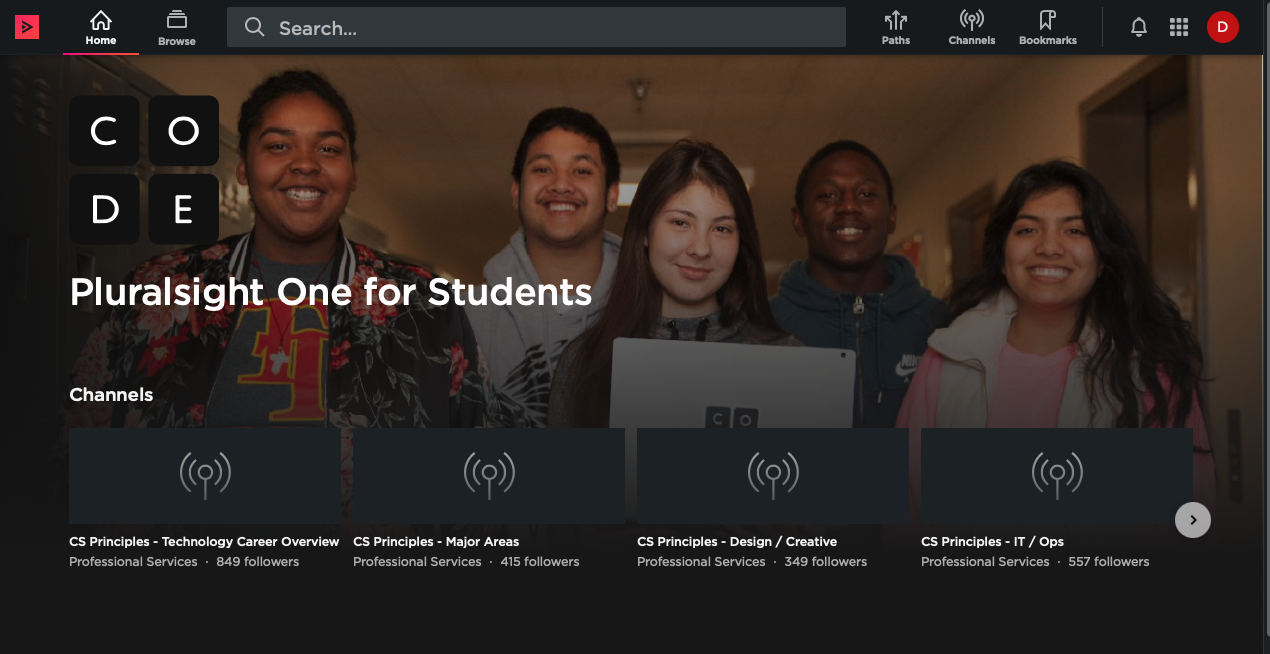 Home
Browse
Search...
Paths
Channels
Bookmarks
D
C O
D E
Pluralsight One for Students
NIKE
C O
Channels
CS Principles - Technology Career Overview
Professional Services · 849 followers
CS Principles - Major Areas
Professional Services · 415 followers
CS Principles - Design / Creative
Professional Services · 349 followers
CS Principles - IT / Ops
Professional Services · 557 followers